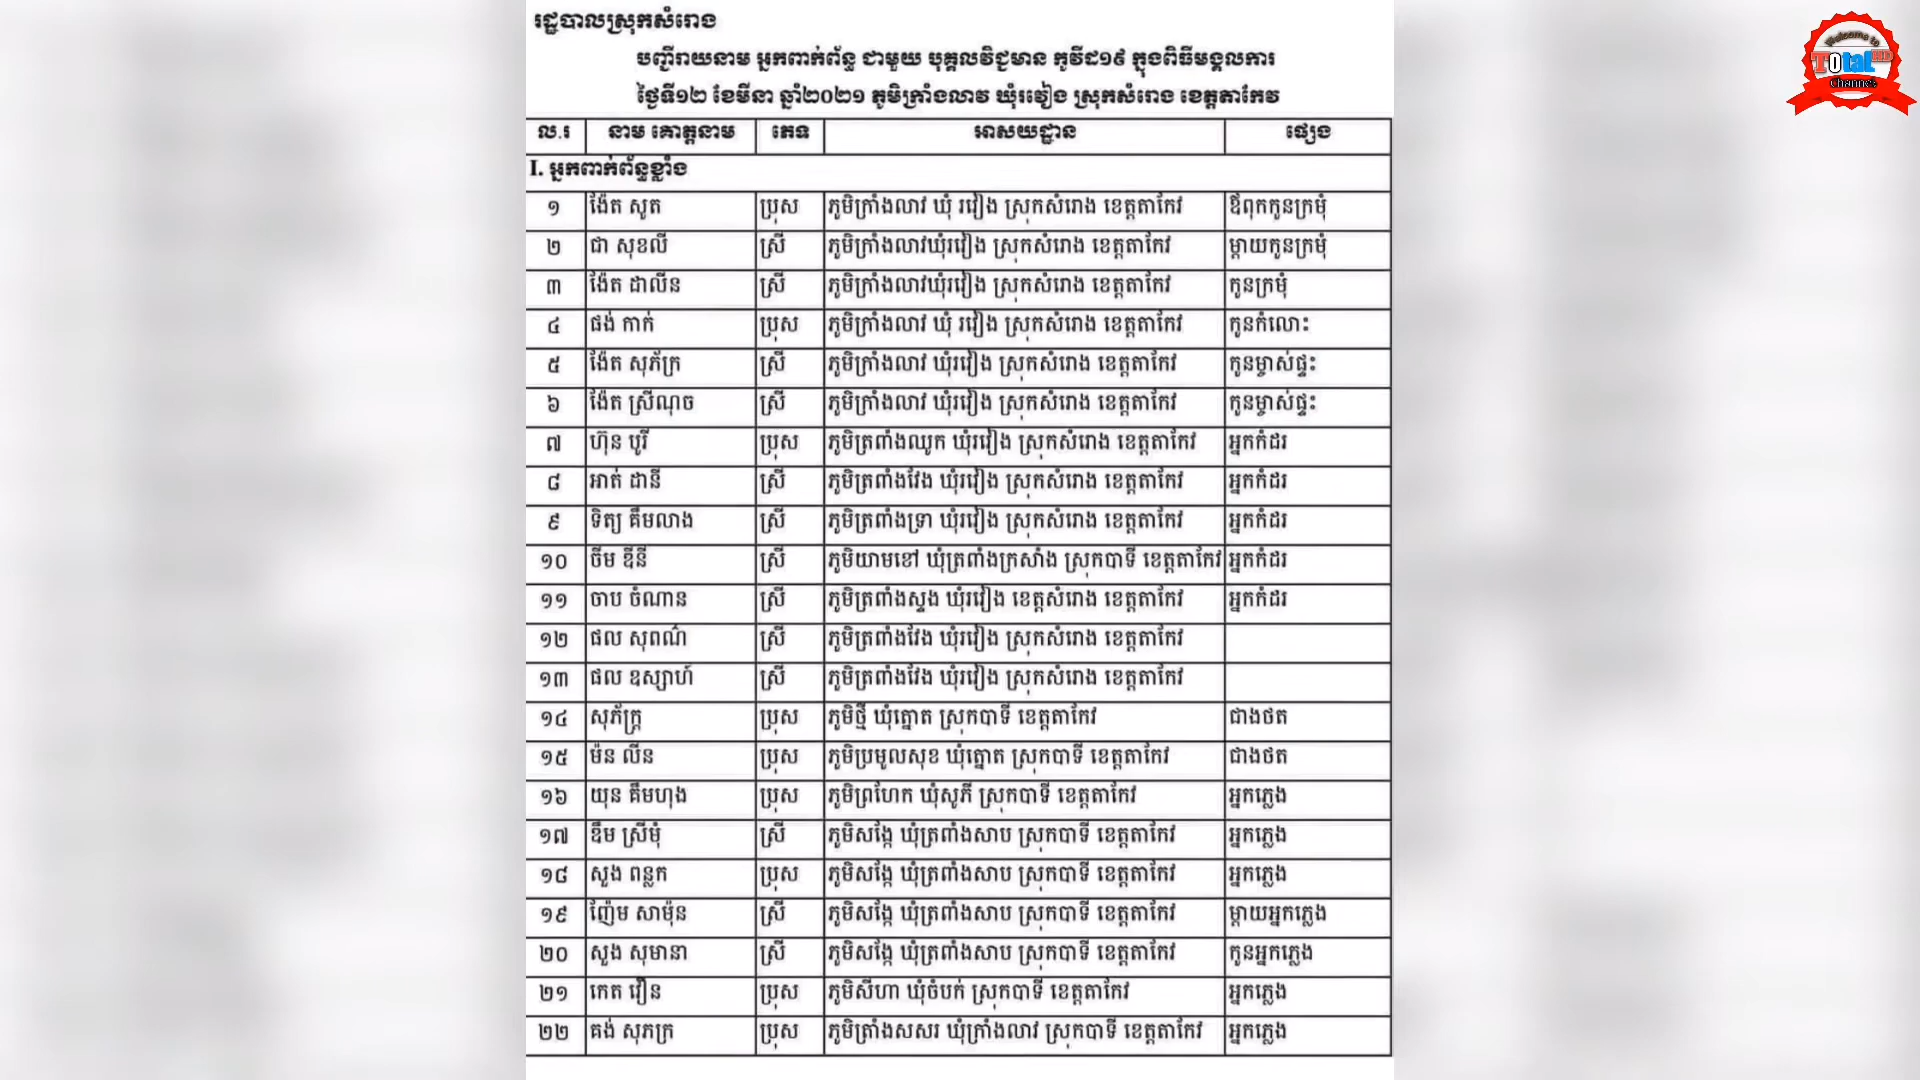 រដ្ឋបាលស្រុកសំរោង
បញ្ជីរាយនាម អ្នកពាក់ព័ន្ធ ជាមួយ បុគ្គលវិជ្ជមាន កូវីដ១៩ ក្នុងពិធីមង្គលការ
ថ្ងៃទី១២ ខែមីនា ឆ្នាំ២០២១ ភូមិក្រាំងលាវ ឃុំរវៀង ស្រុកសំរោង ខេត្តតាកែវ
ល.រ នាម គោត្តនាម ភេទ អាសយដ្ឋាន ផ្សេង
I. អ្នកពាក់ព័ន្ធខ្លាំង
១ ង៉ែត សូត ប្រុស ភូមិក្រាំងលាវ ឃុំ រវៀង ស្រុកសំរោង ខេត្តតាកែវ ឪពុកកូនក្រមុំ
២ ជា សុខលី ស្រី ភូមិក្រាំងលាវឃុំរវៀង ស្រុកសំរោង ខេត្តតាកែវ ម្តាយកូនក្រមុំ
៣ ង៉ែត ដាលីន ស្រី ភូមិក្រាំងលាវឃុំរវៀង ស្រុកសំរោង ខេត្តតាកែវ កូនក្រមុំ
៤ ផង់ កាក់ ប្រុស ភូមិក្រាំងលាវ ឃុំ រវៀង ស្រុកសំរោង ខេត្តតាកែវ កូនកំលោះ
៥ ង៉ែត សុភ័ក្រ ស្រី ភូមិក្រាំងលាវ ឃុំរវៀង ស្រុកសំរោង ខេត្តតាកែវ កូនម្ចាស់ផ្ទះ
៦ ង៉ែត ស្រីណុច ស្រី ភូមិក្រាំងលាវ ឃុំរវៀង ស្រុកសំរោង ខេត្តតាកែវ កូនម្ចាស់ផ្ទះ
៧ ហ៊ុន បូរី ប្រុស ភូមិត្រពាំងឈូក ឃុំរវៀង ស្រុកសំរោង ខេត្តតាកែវ អ្នកកំដរ
៨ អាត់ ដានី ស្រី ភូមិត្រពាំងវែង ឃុំរវៀង ស្រុកសំរោង ខេត្តតាកែវ អ្នកកំដរ
៩ ទិត្យ គឹមលាង ស្រី ភូមិត្រពាំងទ្រា ឃុំរវៀង ស្រុកសំរោង ខេត្តតាកែវ អ្នកកំដរ
១០ ចឹម ឌីនី ស្រី ភូមិយាមខៅ ឃុំត្រពាំងក្រសាំង ស្រុកបាទី ខេត្តតាកែវ អ្នកកំដរ
១១ ចាប ចំណាន ស្រី ភូមិត្រពាំងស្ទង ឃុំរវៀង ខេត្តសំរោង ខេត្តតាកែវ អ្នកកំដរ
១២ ផល សុពណ៌ ស្រី ភូមិត្រពាំងវែង ឃុំរវៀង ស្រុកសំរោង ខេត្តតាកែវ
១៣ ផល ឧស្សាហ៍ ស្រី ភូមិត្រពាំងវែង ឃុំរវៀង ស្រុកសំរោង ខេត្តតាកែវ
១៤ សុភ័ក្ត្រ ប្រុស ភូមិថ្មី ឃុំត្នោត ស្រុកបាទី ខេត្តតាកែវ ជាងថត
១៥ ម៉ន លីន ប្រុស ភូមិប្រមូលសុខ ឃុំត្នោត ស្រុកបាទី ខេត្តតាកែវ ជាងថត
១៦ យុន គឹមហុង ប្រុស ភូមិព្រហែក ឃុំសូភី ស្រុកបាទី ខេត្តតាកែវ អ្នកភ្លេង
១៧ ឌឹម ស្រីមុំ ស្រី ភូមិសង្កែ ឃុំត្រពាំងសាប ស្រុកបាទី ខេត្តតាកែវ អ្នកភ្លេង
១៨ សួង ពន្លក ប្រុស ភូមិសង្កែ ឃុំត្រពាំងសាប ស្រុកបាទី ខេត្តតាកែវ អ្នកភ្លេង
១៩ ញ៉ែម សាម៉ុន ស្រី ភូមិសង្កែ ឃុំត្រពាំងសាប ស្រុកបាទី ខេត្តតាកែវ ម្តាយអ្នកភ្លេង
២០ សួង សុមានា ស្រី ភូមិសង្កែ ឃុំត្រពាំងសាប ស្រុកបាទី ខេត្តតាកែវ កូនអ្នកភ្លេង
២១ កេត វឿន ប្រុស ភូមិសីហា ឃុំចំបក់ ស្រុកបាទី ខេត្តតាកែវ អ្នកភ្លេង
២២ គង់ សុភក្រ ប្រុស ភូមិត្រាំងសសរ ឃុំក្រាំងលាវ ស្រុកបាទី ខេត្តតាកែវ អ្នកភ្លេង
Welcome to
Total HD
Channel